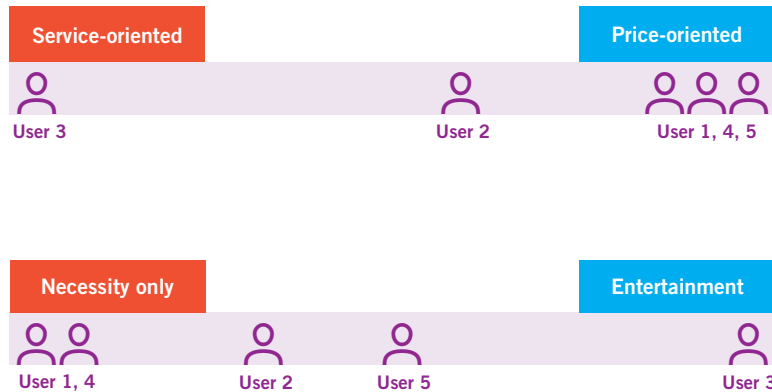 Service-oriented Price-oriented
User 3 User 2 User 1, 4, 5
Necessity only Entertainment
User 1, 4 User 2 User 5 User 3